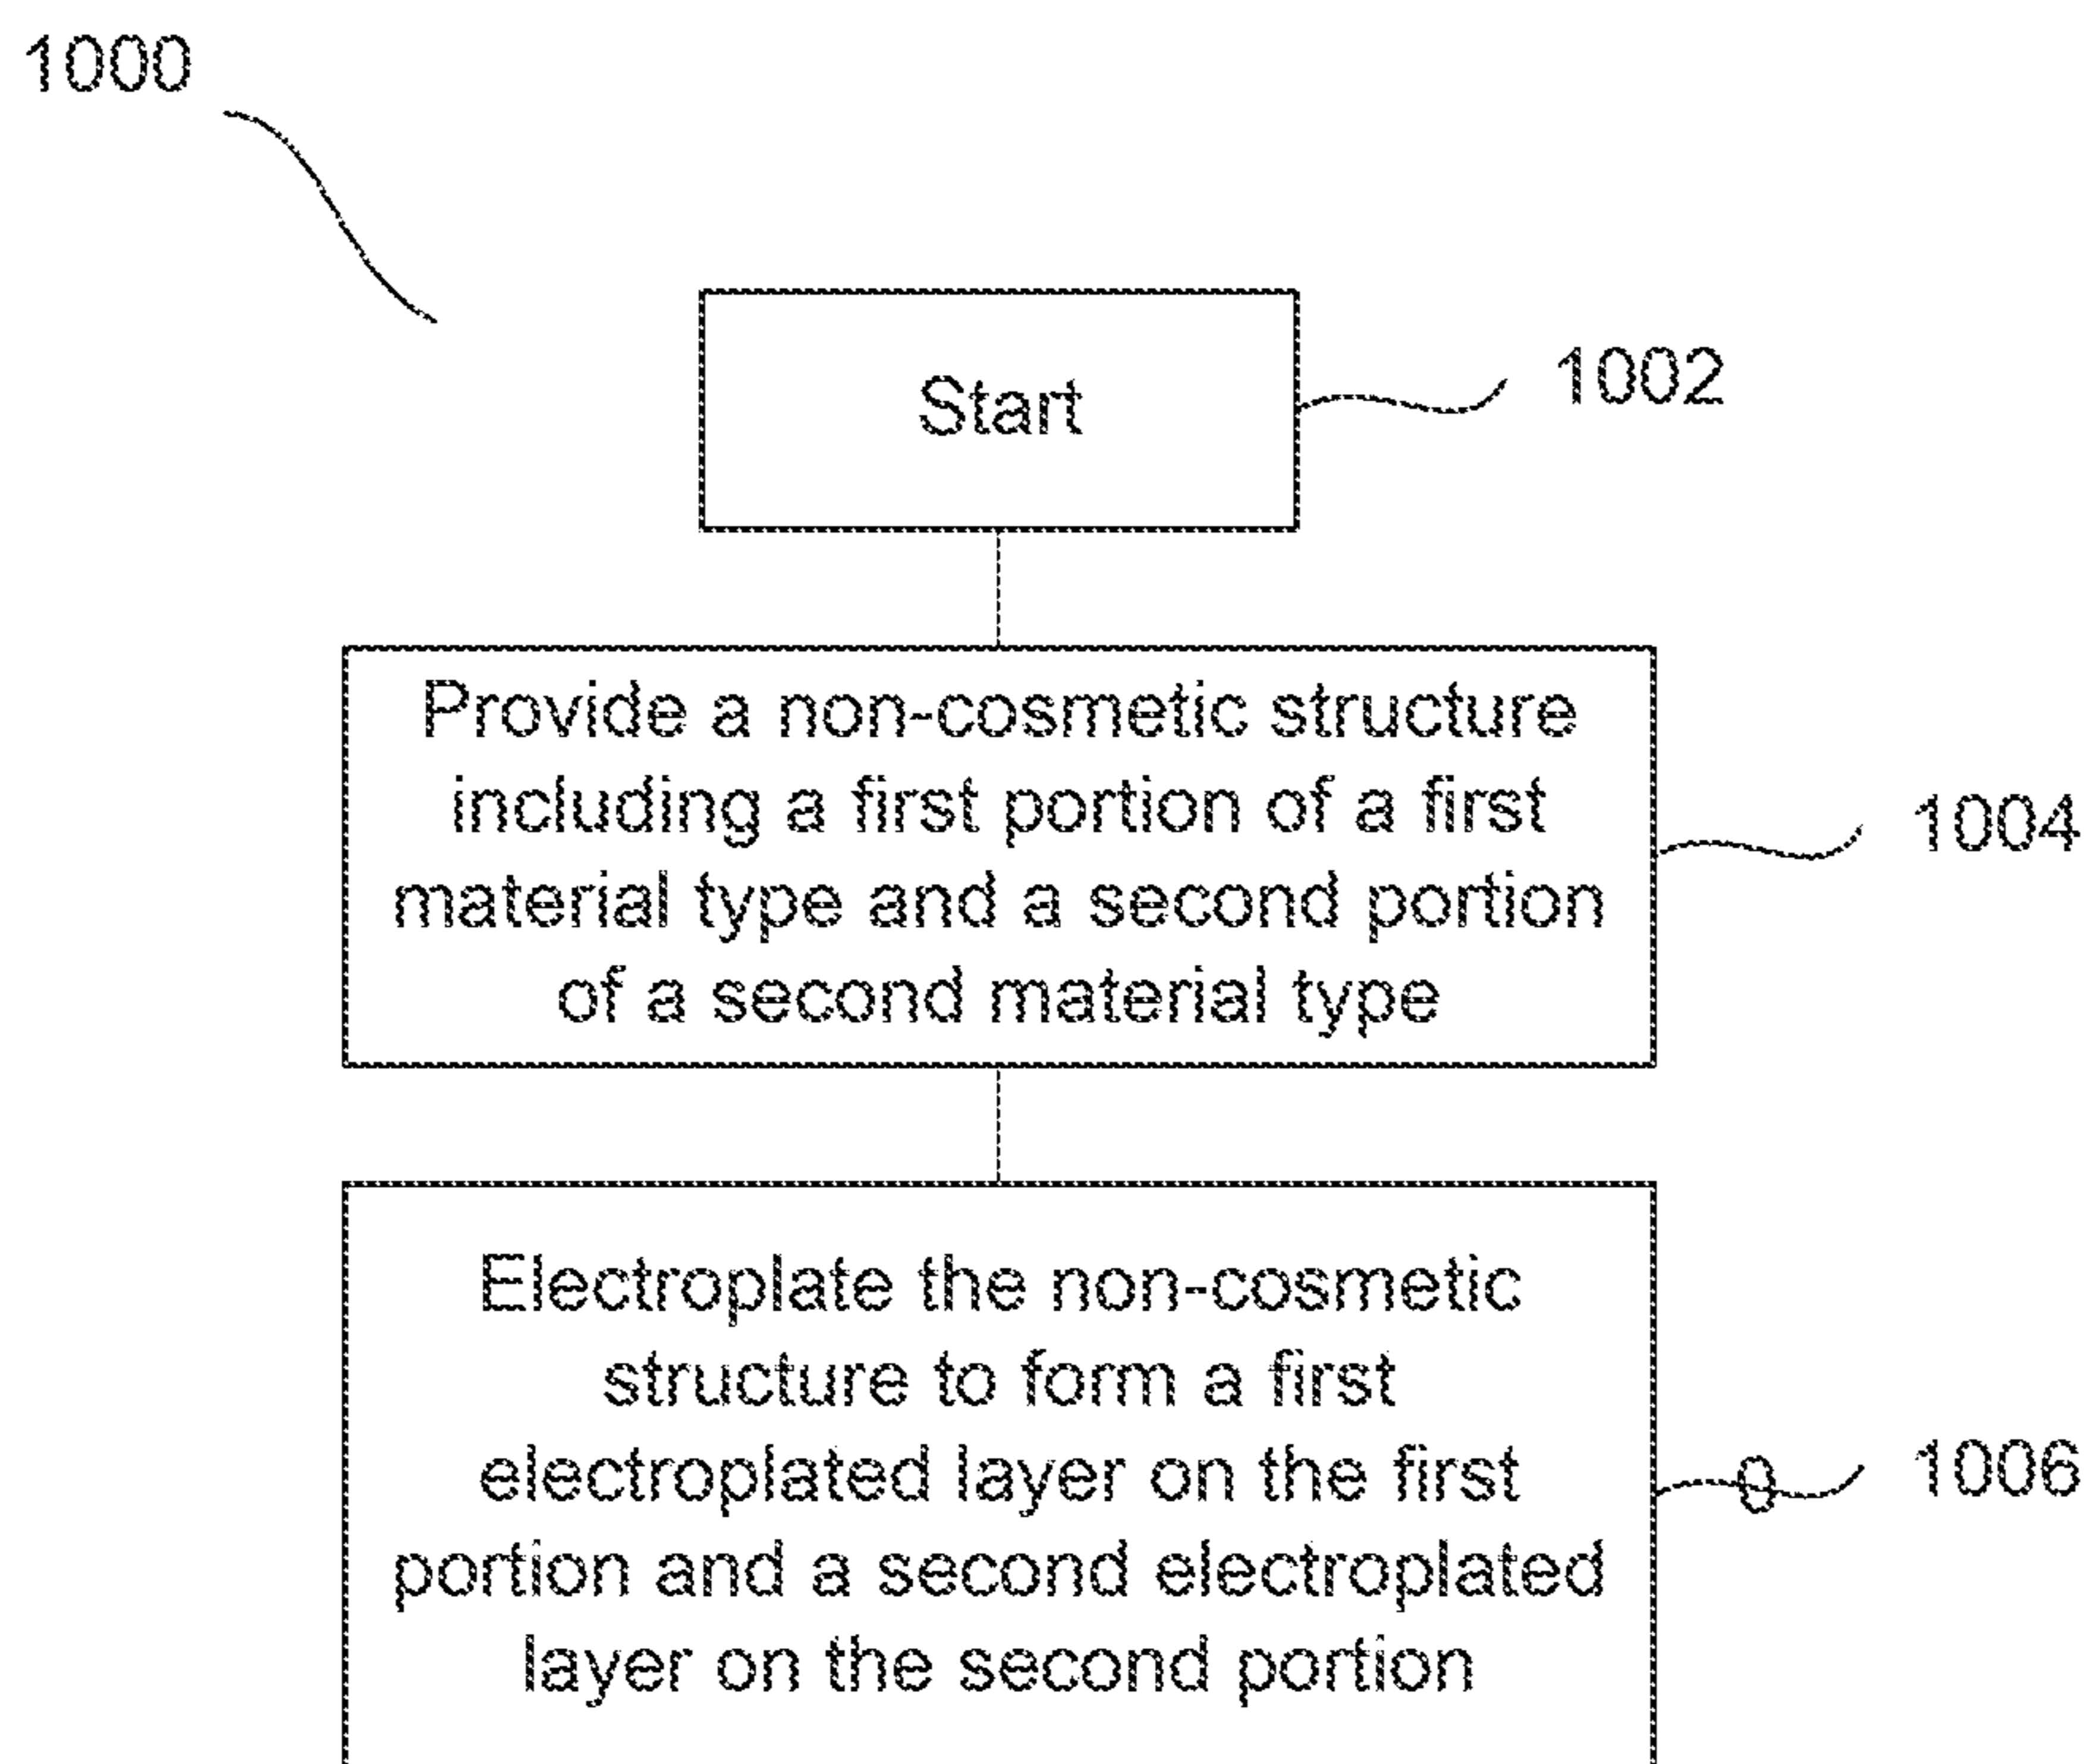 1000
Start
1002
Provide a non-cosmetic structure
including a first portion of a first
material type and a second portion
of a second material type
1004
Electroplate the non-cosmetic
structure to form a first
electroplated layer on the first
portion and a second electroplated
layer on the second portion
1006